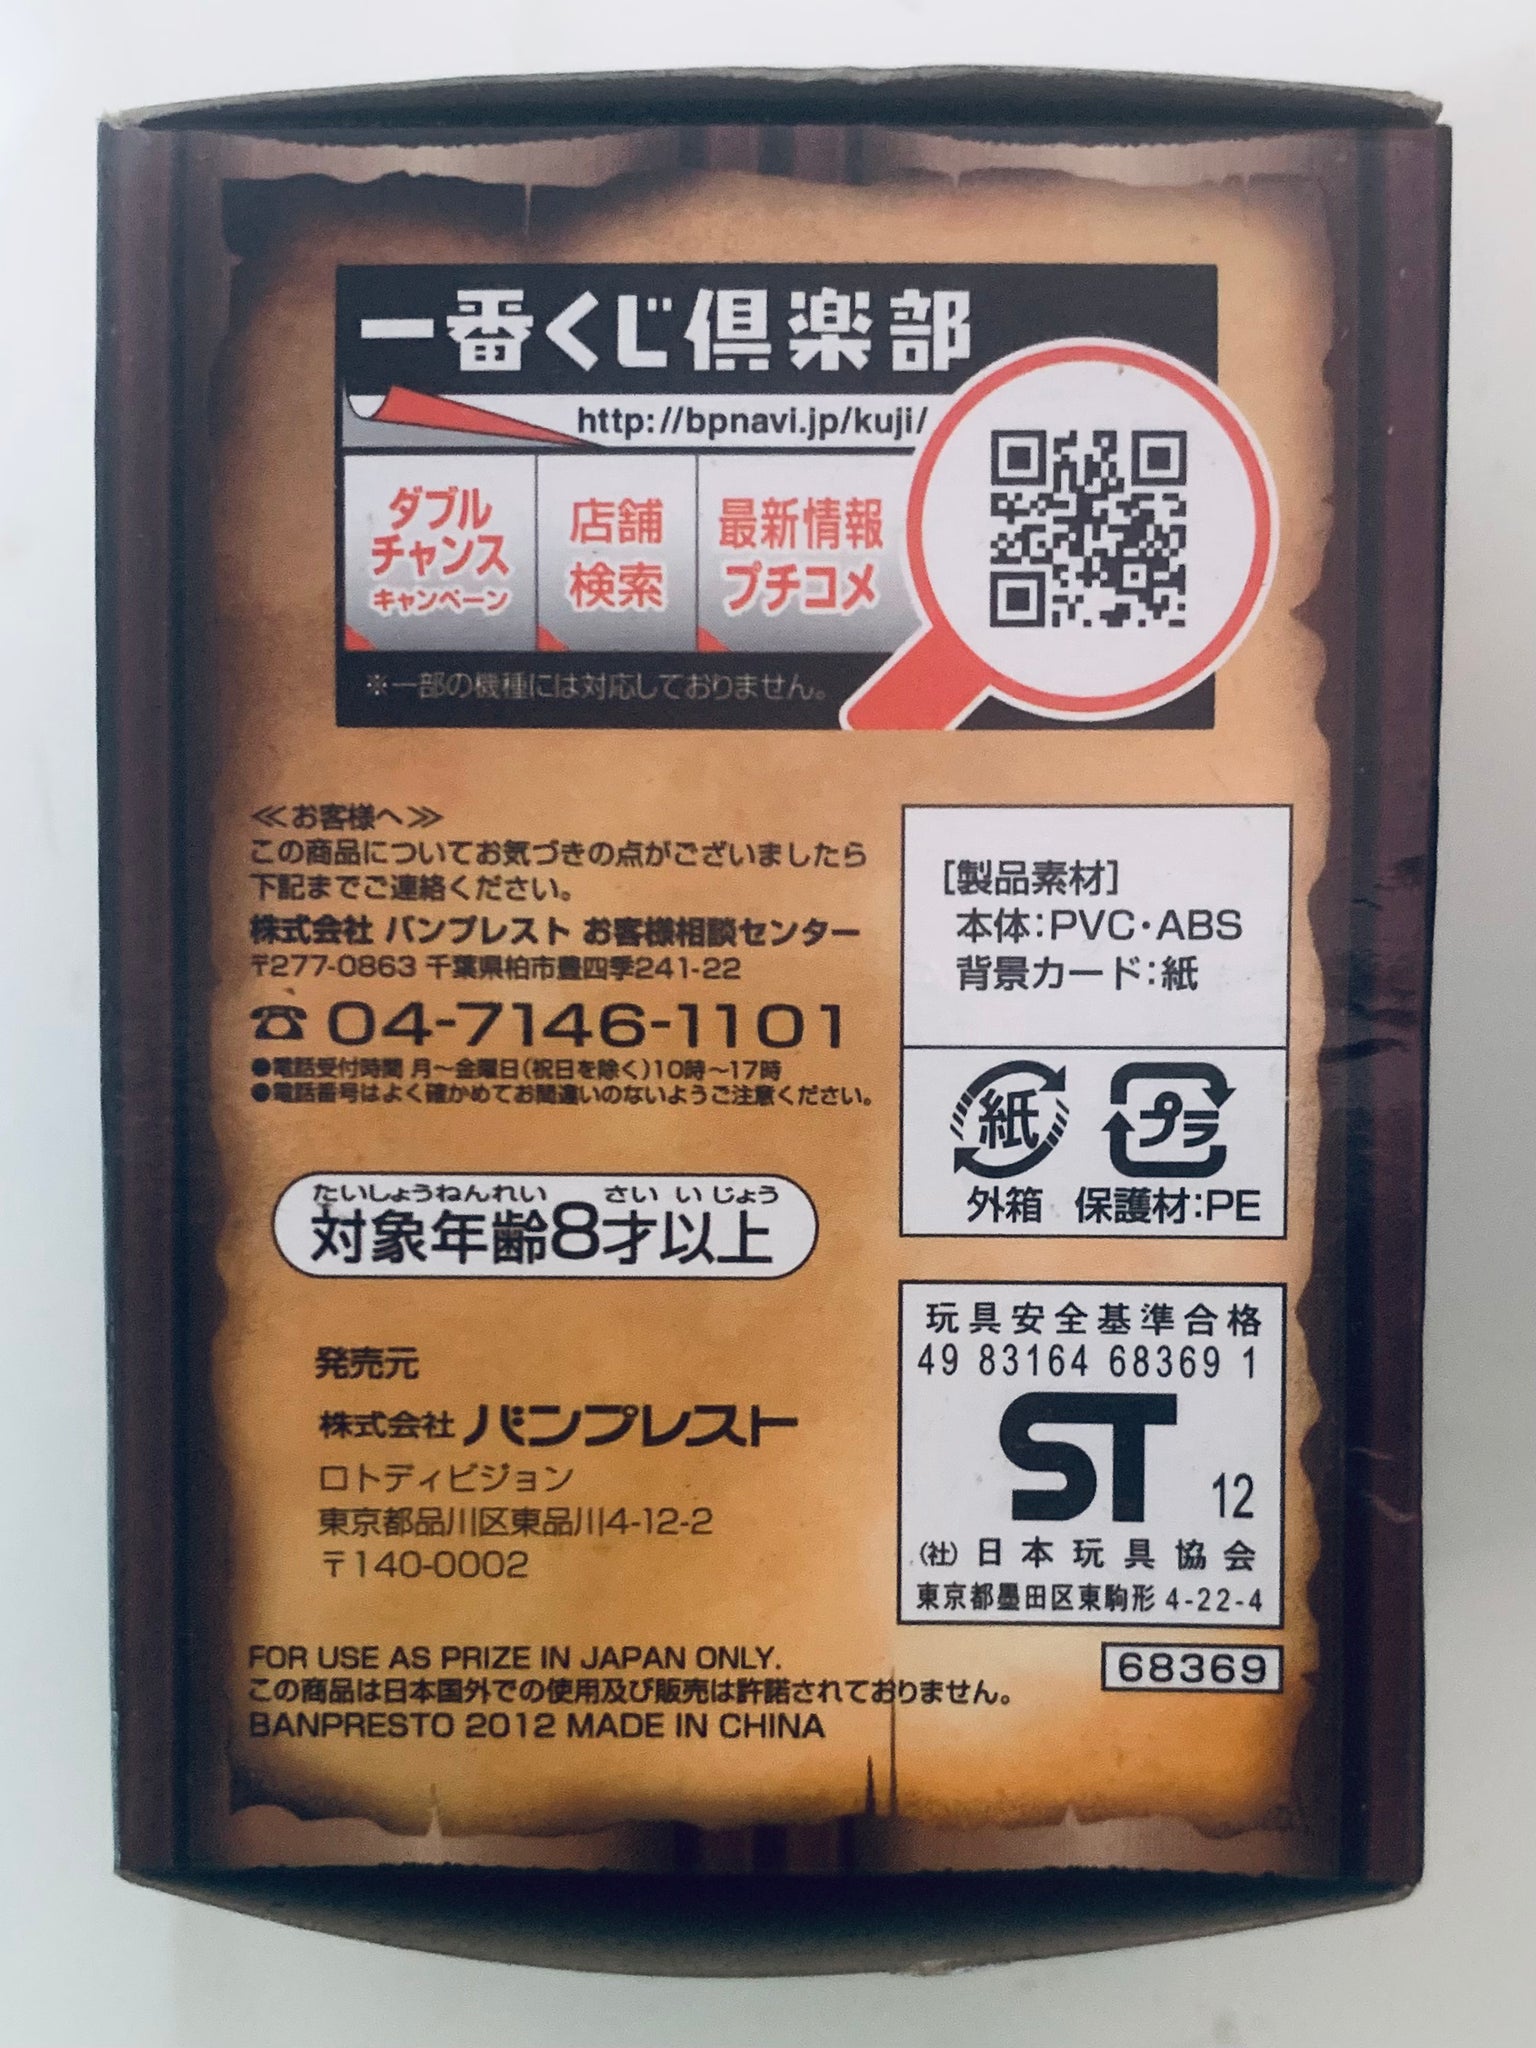 一番くじ倶楽部
http://bpnavi.jp/kuji/
ダブル
チャンス
キャンペーン
店舗
検索
最新情報
プチコメ
※一部の機種には対応しておりません。
≪お客様へ≫
この商品についてお気づきの点がございましたら
下記までご連絡ください。
株式会社 バンプレスト お客様相談センター
〒277-0863 千葉県柏市豊四季241-22
☎04-7146-1101
●電話受付時間 月～金曜日(祝日を除く)10時～17時
●電話番号はよく確かめてお間違いのないようご注意ください。
たいしょうねんれい さい いじょう
対象年齢8才以上
発売元
株式会社 バンプレスト
ロトディビジョン
東京都品川区東品川4-12-2
〒140-0002
[製品素材]
本体:PVC・ABS
背景カード:紙
紙 プラ
外箱 保護材:PE
玩具安全基準合格
49 83164 68369 1
ST 12
(社)日本玩具協会
東京都墨田区東駒形 4-22-4
68369
FOR USE AS PRIZE IN JAPAN ONLY.
この商品は日本国外での使用及び販売は許諾されておりません。
BANPRESTO 2012 MADE IN CHINA